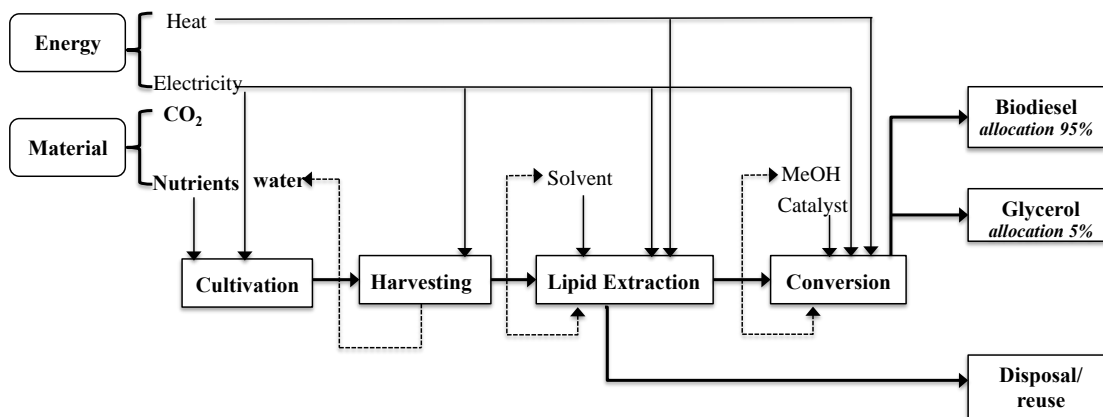 Heat
Energy
Electricity
CO₂
Material
Nutrients water
Solvent
MeOH
Catalyst
Cultivation
Harvesting
Lipid Extraction
Conversion
Biodiesel
allocation 95%
Glycerol
allocation 5%
Disposal/
reuse